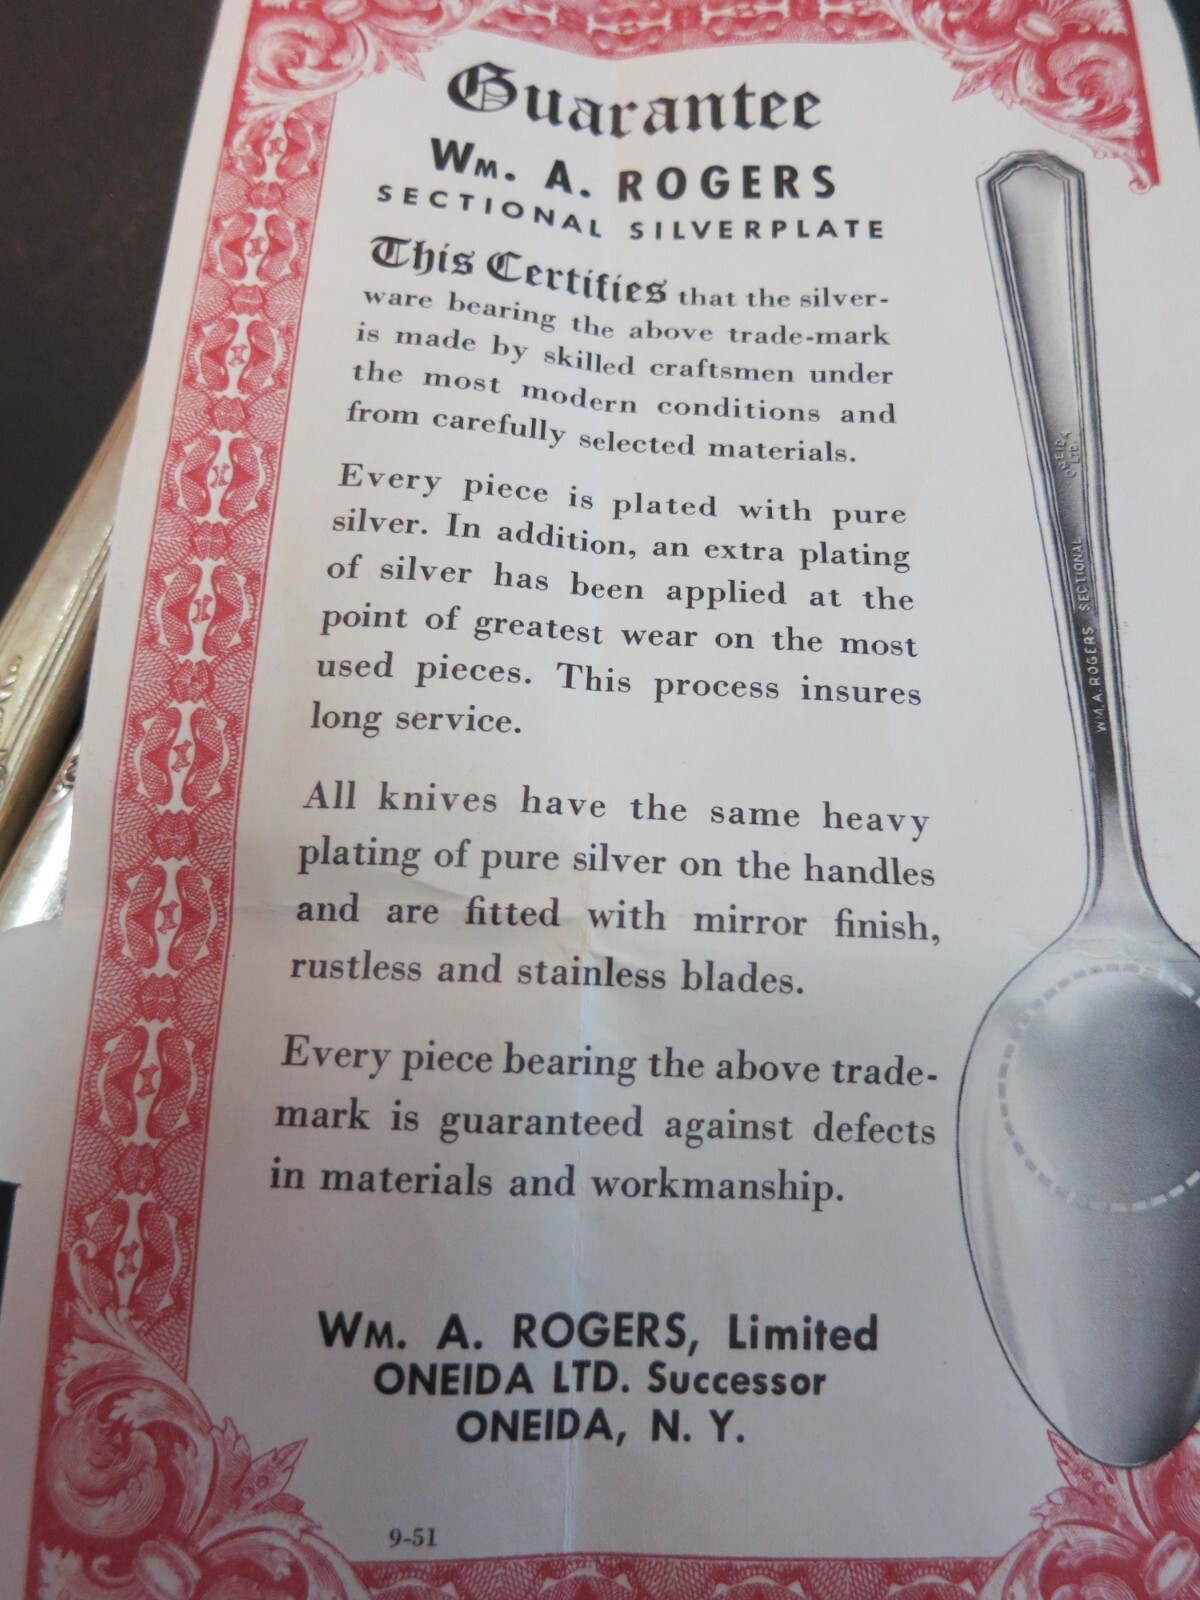 Guarantee
WM. A. ROGERS
SECTIONAL SILVERPLATE
This Certifies that the silver-
ware bearing the above trade-mark
is made by skilled craftsmen under
the most modern conditions and
from carefully selected materials.
Every piece is plated with pure
silver. In addition, an extra plating
of silver has been applied at the
point of greatest wear on the most
used pieces. This process insures
long service.
All knives have the same heavy
plating of pure silver on the handles
and are fitted with mirror finish,
rustless and stainless blades.
Every piece bearing the above trade-
mark is guaranteed against defects
in materials and workmanship.
WM. A. ROGERS, Limited
ONEIDA LTD. Successor
ONEIDA, N. Y.
9-51
ONEIDA
LTD.
WM. A. ROGERS SECTIONAL